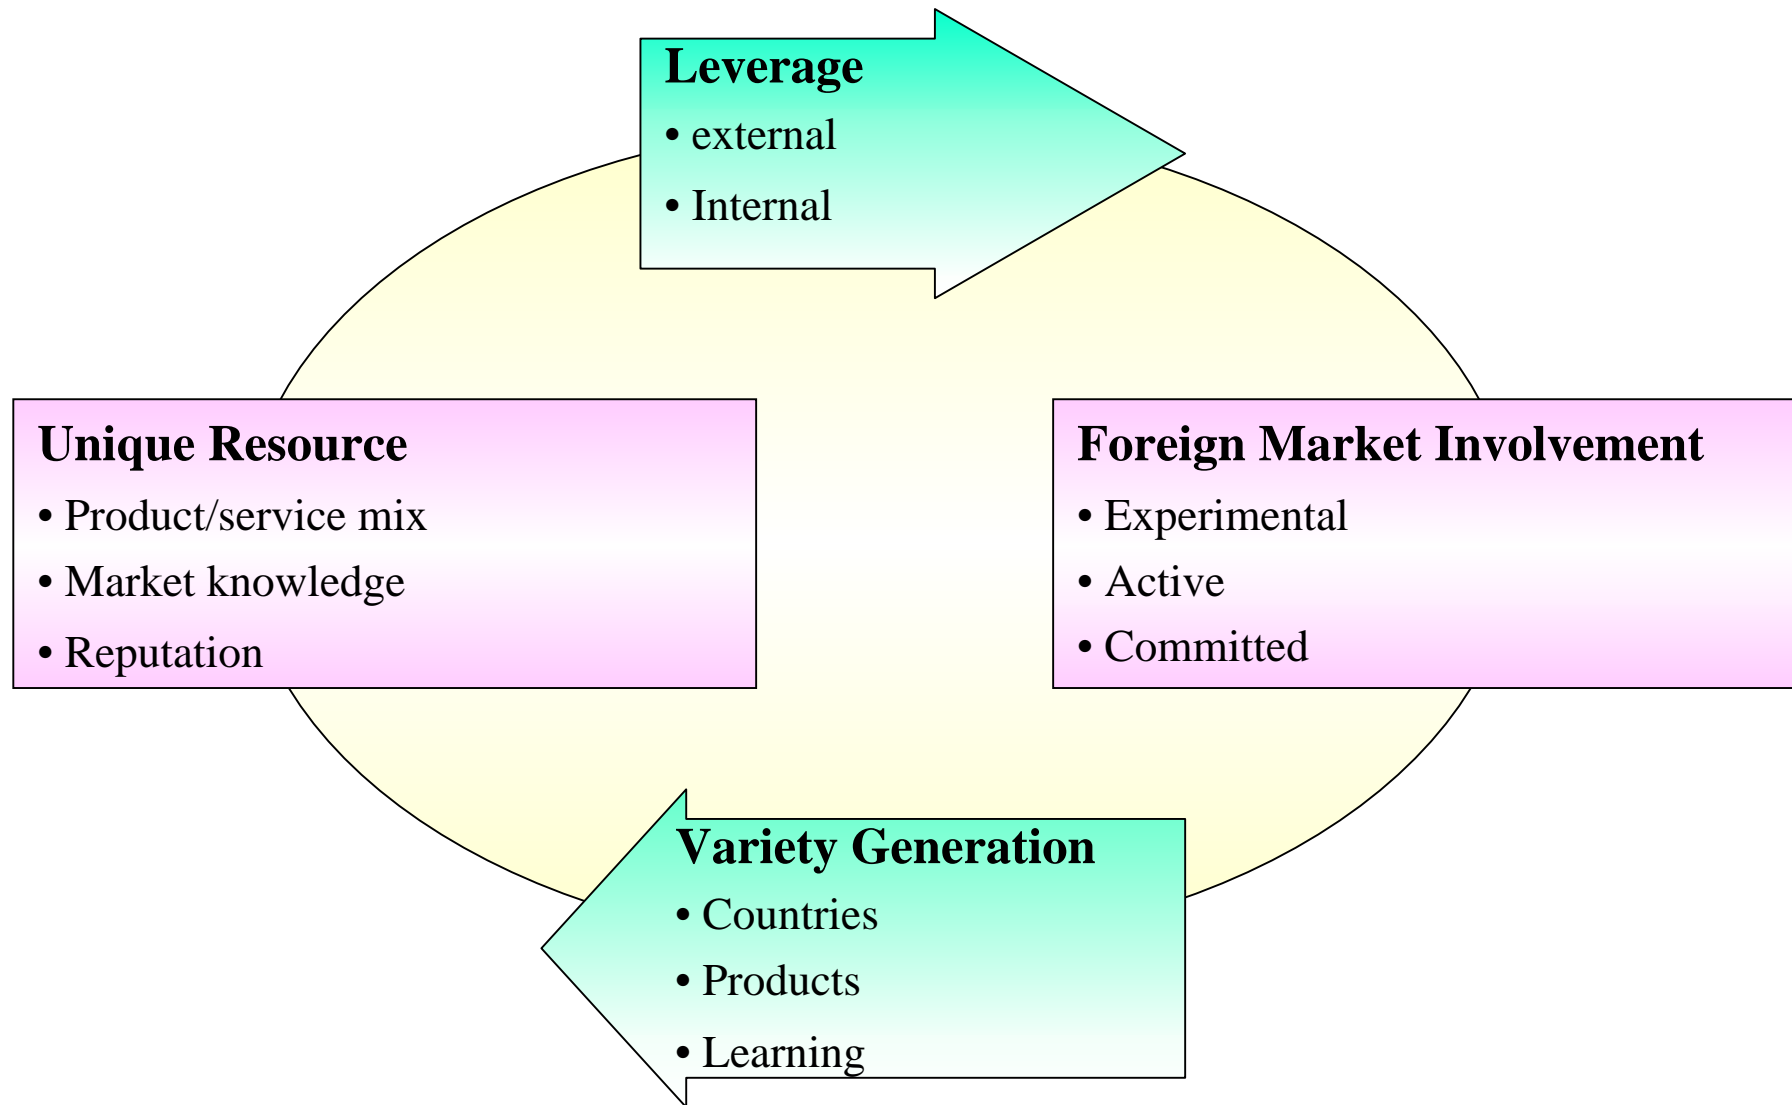 Leverage
• external
• Internal
Unique Resource
• Product/service mix
• Market knowledge
• Reputation
Foreign Market Involvement
• Experimental
• Active
• Committed
Variety Generation
• Countries
• Products
• Learning